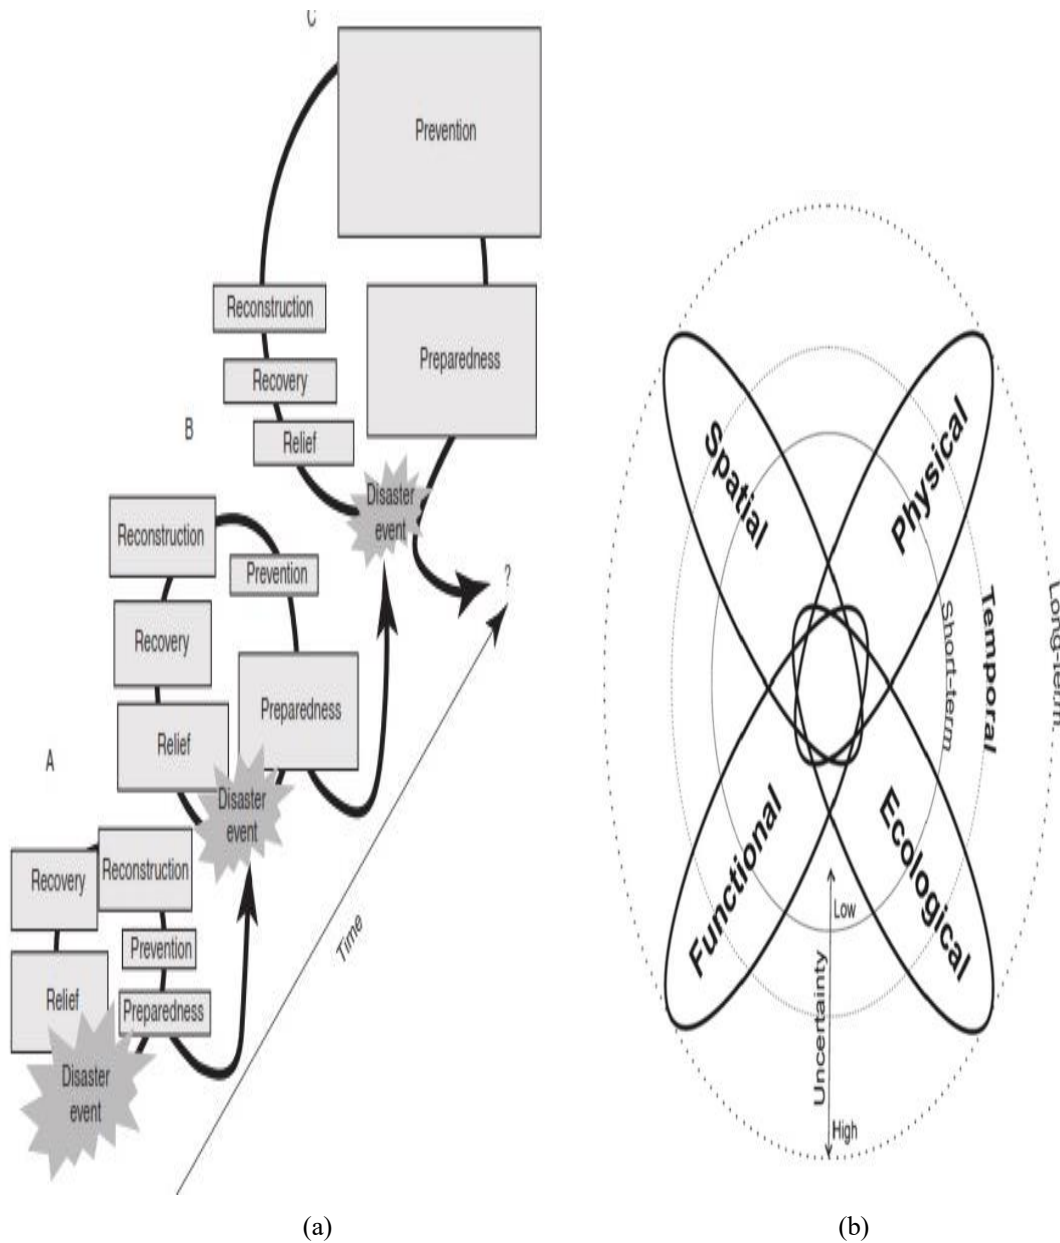 C
Prevention
Reconstruction
Recovery
Relief
Preparedness
B
Disaster
event
?
Reconstruction
Prevention
Recovery
Relief
Preparedness
A
Disaster
event
Recovery
Reconstruction
Prevention
Relief
Preparedness
Disaster
event
Time
(a)
Spatial
Physical
Short-term
Temporal
Long-term
Functional
Ecological
Low
Uncertainty
High
(b)